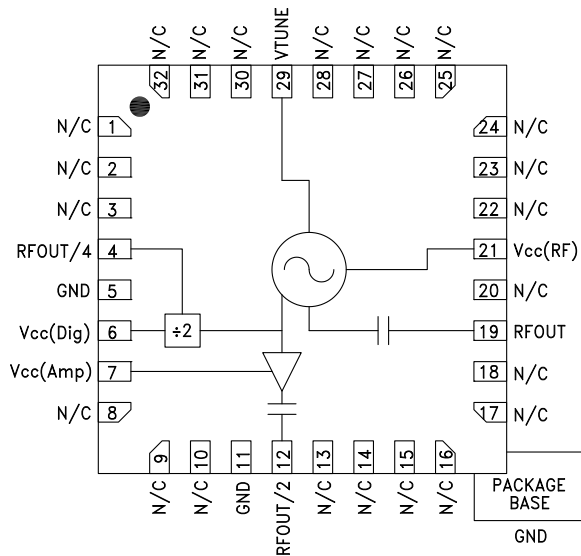 N/C
N/C
N/C
VTUNE
N/C
N/C
N/C
N/C
32
31
30
29
28
27
26
25
N/C 1
N/C 2
N/C 3
RFOUT/4 4
GND 5
Vcc(Dig) 6
Vcc(Amp) 7
N/C 8
÷2
24 N/C
23 N/C
22 N/C
21 Vcc(RF)
20 N/C
19 RFOUT
18 N/C
17 N/C
9
10
11
12
13
14
15
16
N/C
N/C
GND
RFOUT/2
N/C
N/C
N/C
N/C
PACKAGE
BASE
GND